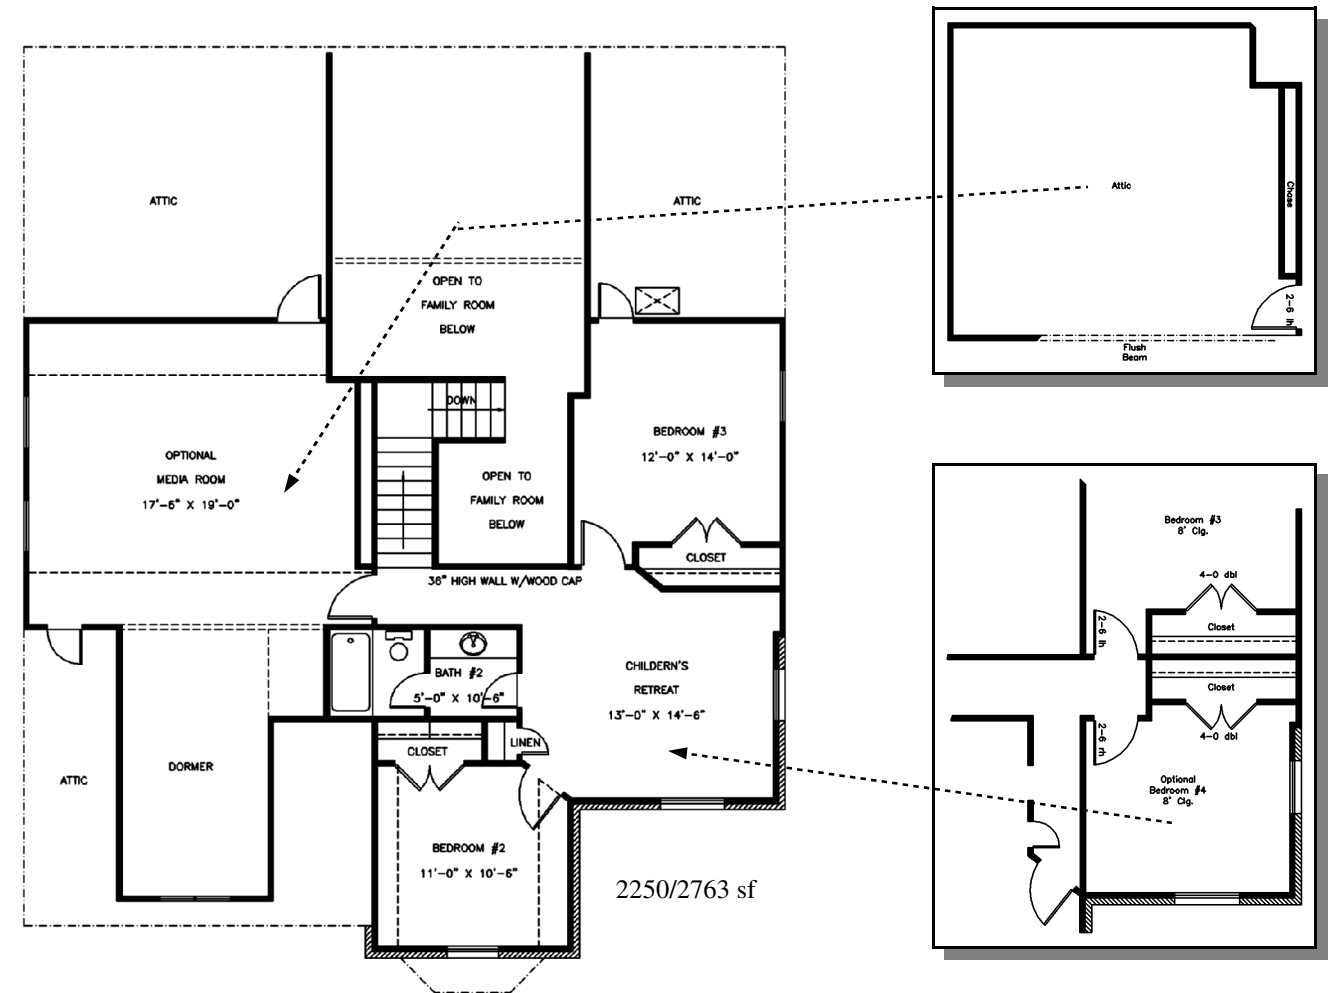 ATTIC
ATTIC
OPEN TO
FAMILY ROOM
BELOW
DOWN
OPTIONAL
MEDIA ROOM
17'-6" X 19'-0"
OPEN TO
FAMILY ROOM
BELOW
BEDROOM #3
12'-0" X 14'-0"
CLOSET
36" HIGH WALL W/WOOD CAP
BATH #2
5'-0" X 10'-6"
CHILDERN'S
RETREAT
13'-0" X 14'-6"
LINEN
CLOSET
ATTIC
DORMER
BEDROOM #2
11'-0" X 10'-6"
2250/2763 sf
Attic
Chase
2-6 lh
Flush
Beam
Bedroom #3
8' Clg.
4-0 dbl
Closet
2-6 lh
Closet
4-0 dbl
2-6 rh
Optional
Bedroom #4
8' Clg.